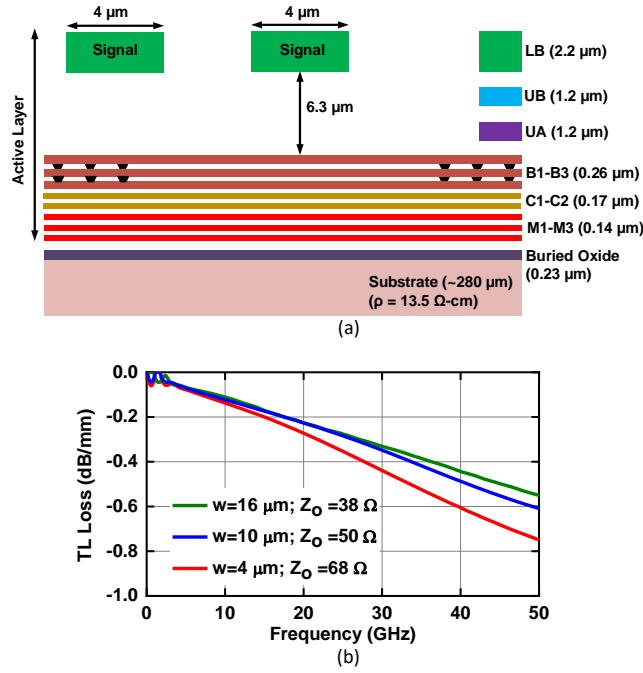 4 µm
4 µm
Signal
Signal
LB (2.2 µm)
6.3 µm
UB (1.2 µm)
UA (1.2 µm)
Active Layer
B1-B3 (0.26 µm)
C1-C2 (0.17 µm)
M1-M3 (0.14 µm)
Buried Oxide
(0.23 µm)
Substrate (~280 µm)
(ρ = 13.5 Ω-cm)
(a)
TL Loss (dB/mm)
0.0
-0.2
-0.4
-0.6
-0.8
-1.0
w=16 µm; ZO =38 Ω
w=10 µm; ZO =50 Ω
w=4 µm; ZO =68 Ω
0
10
20
30
40
50
Frequency (GHz)
(b)